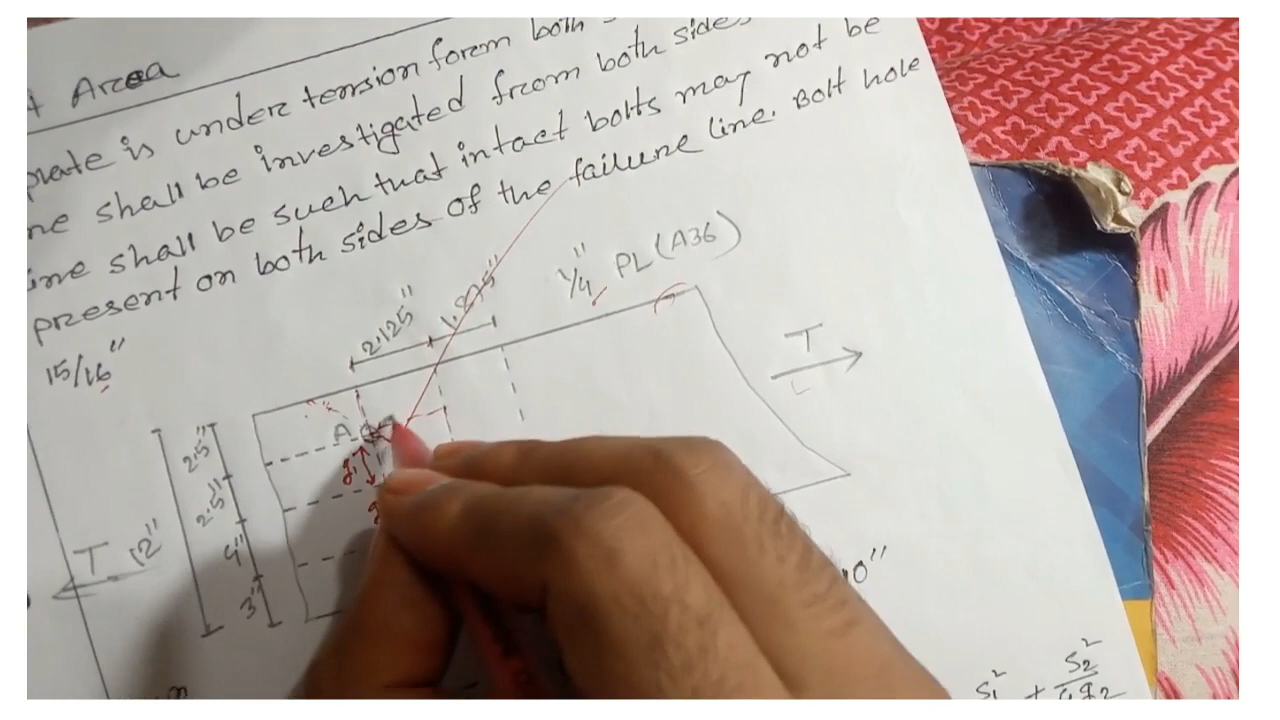 Area
plate is under tension form both
shall be investigated from both sides
shall be such that intact bolts may not be
present on both sides of the failure line. Bolt hole
15/16"
2.125"
1.875"
1/4" PL (A36)
T
A
g1
2.5"
2.5"
4"
3"
12"
T
s1² + s2²